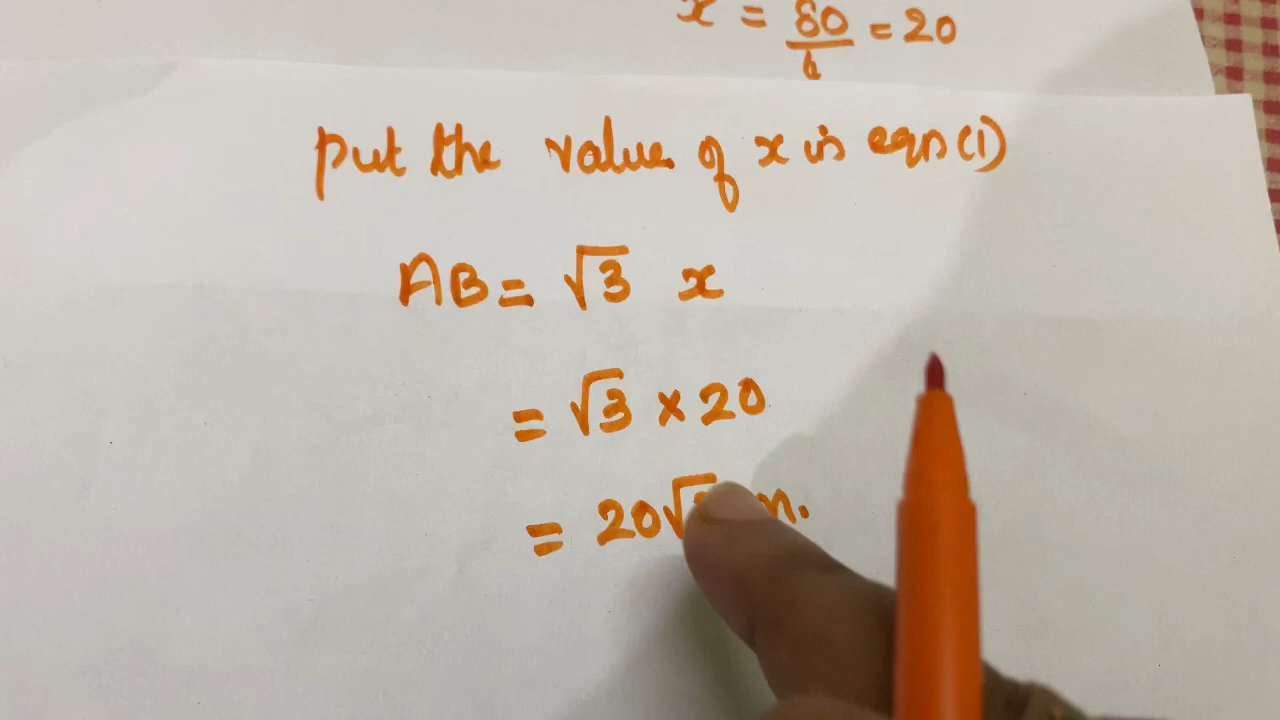 x = 80/4 = 20
put the value of x in eqn (1)
AB = √3 x
= √3 × 20
= 20√ m.